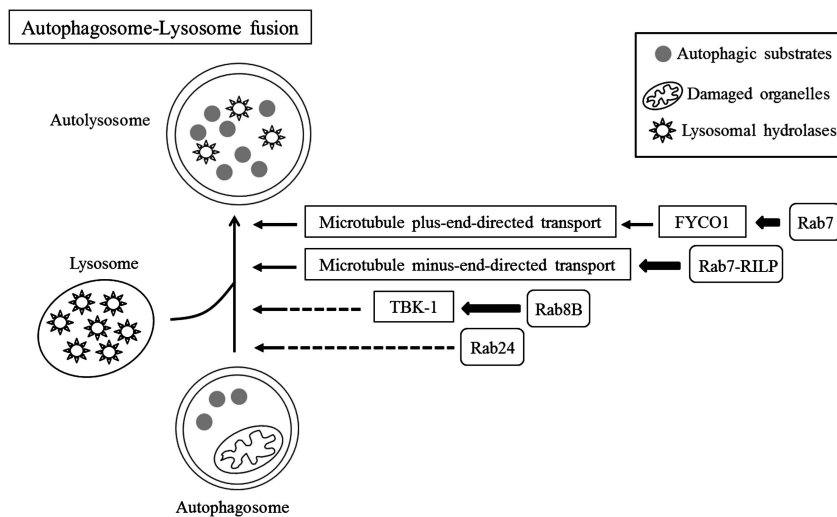 Autophagosome-Lysosome fusion
Autophagic substrates
Damaged organelles
Lysosomal hydrolases
Autolysosome
Microtubule plus-end-directed transport
FYCO1
Rab7
Lysosome
Microtubule minus-end-directed transport
Rab7-RILP
TBK-1
Rab8B
Rab24
Autophagosome